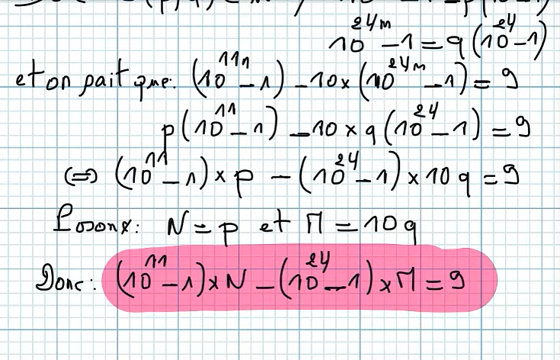 10^{24m} - 1 = q(10^{24} - 1)
et on sait que: (10^{11n} - 1) - 10 × (10^{24m} - 1) = 9
p(10^{11} - 1) - 10 × q(10^{24} - 1) = 9
⇔ (10^{11} - 1) × p - (10^{24} - 1) × 10q = 9
Posons: N = p et M = 10q
Donc: (10^{11} - 1) × N - (10^{24} - 1) × M = 9